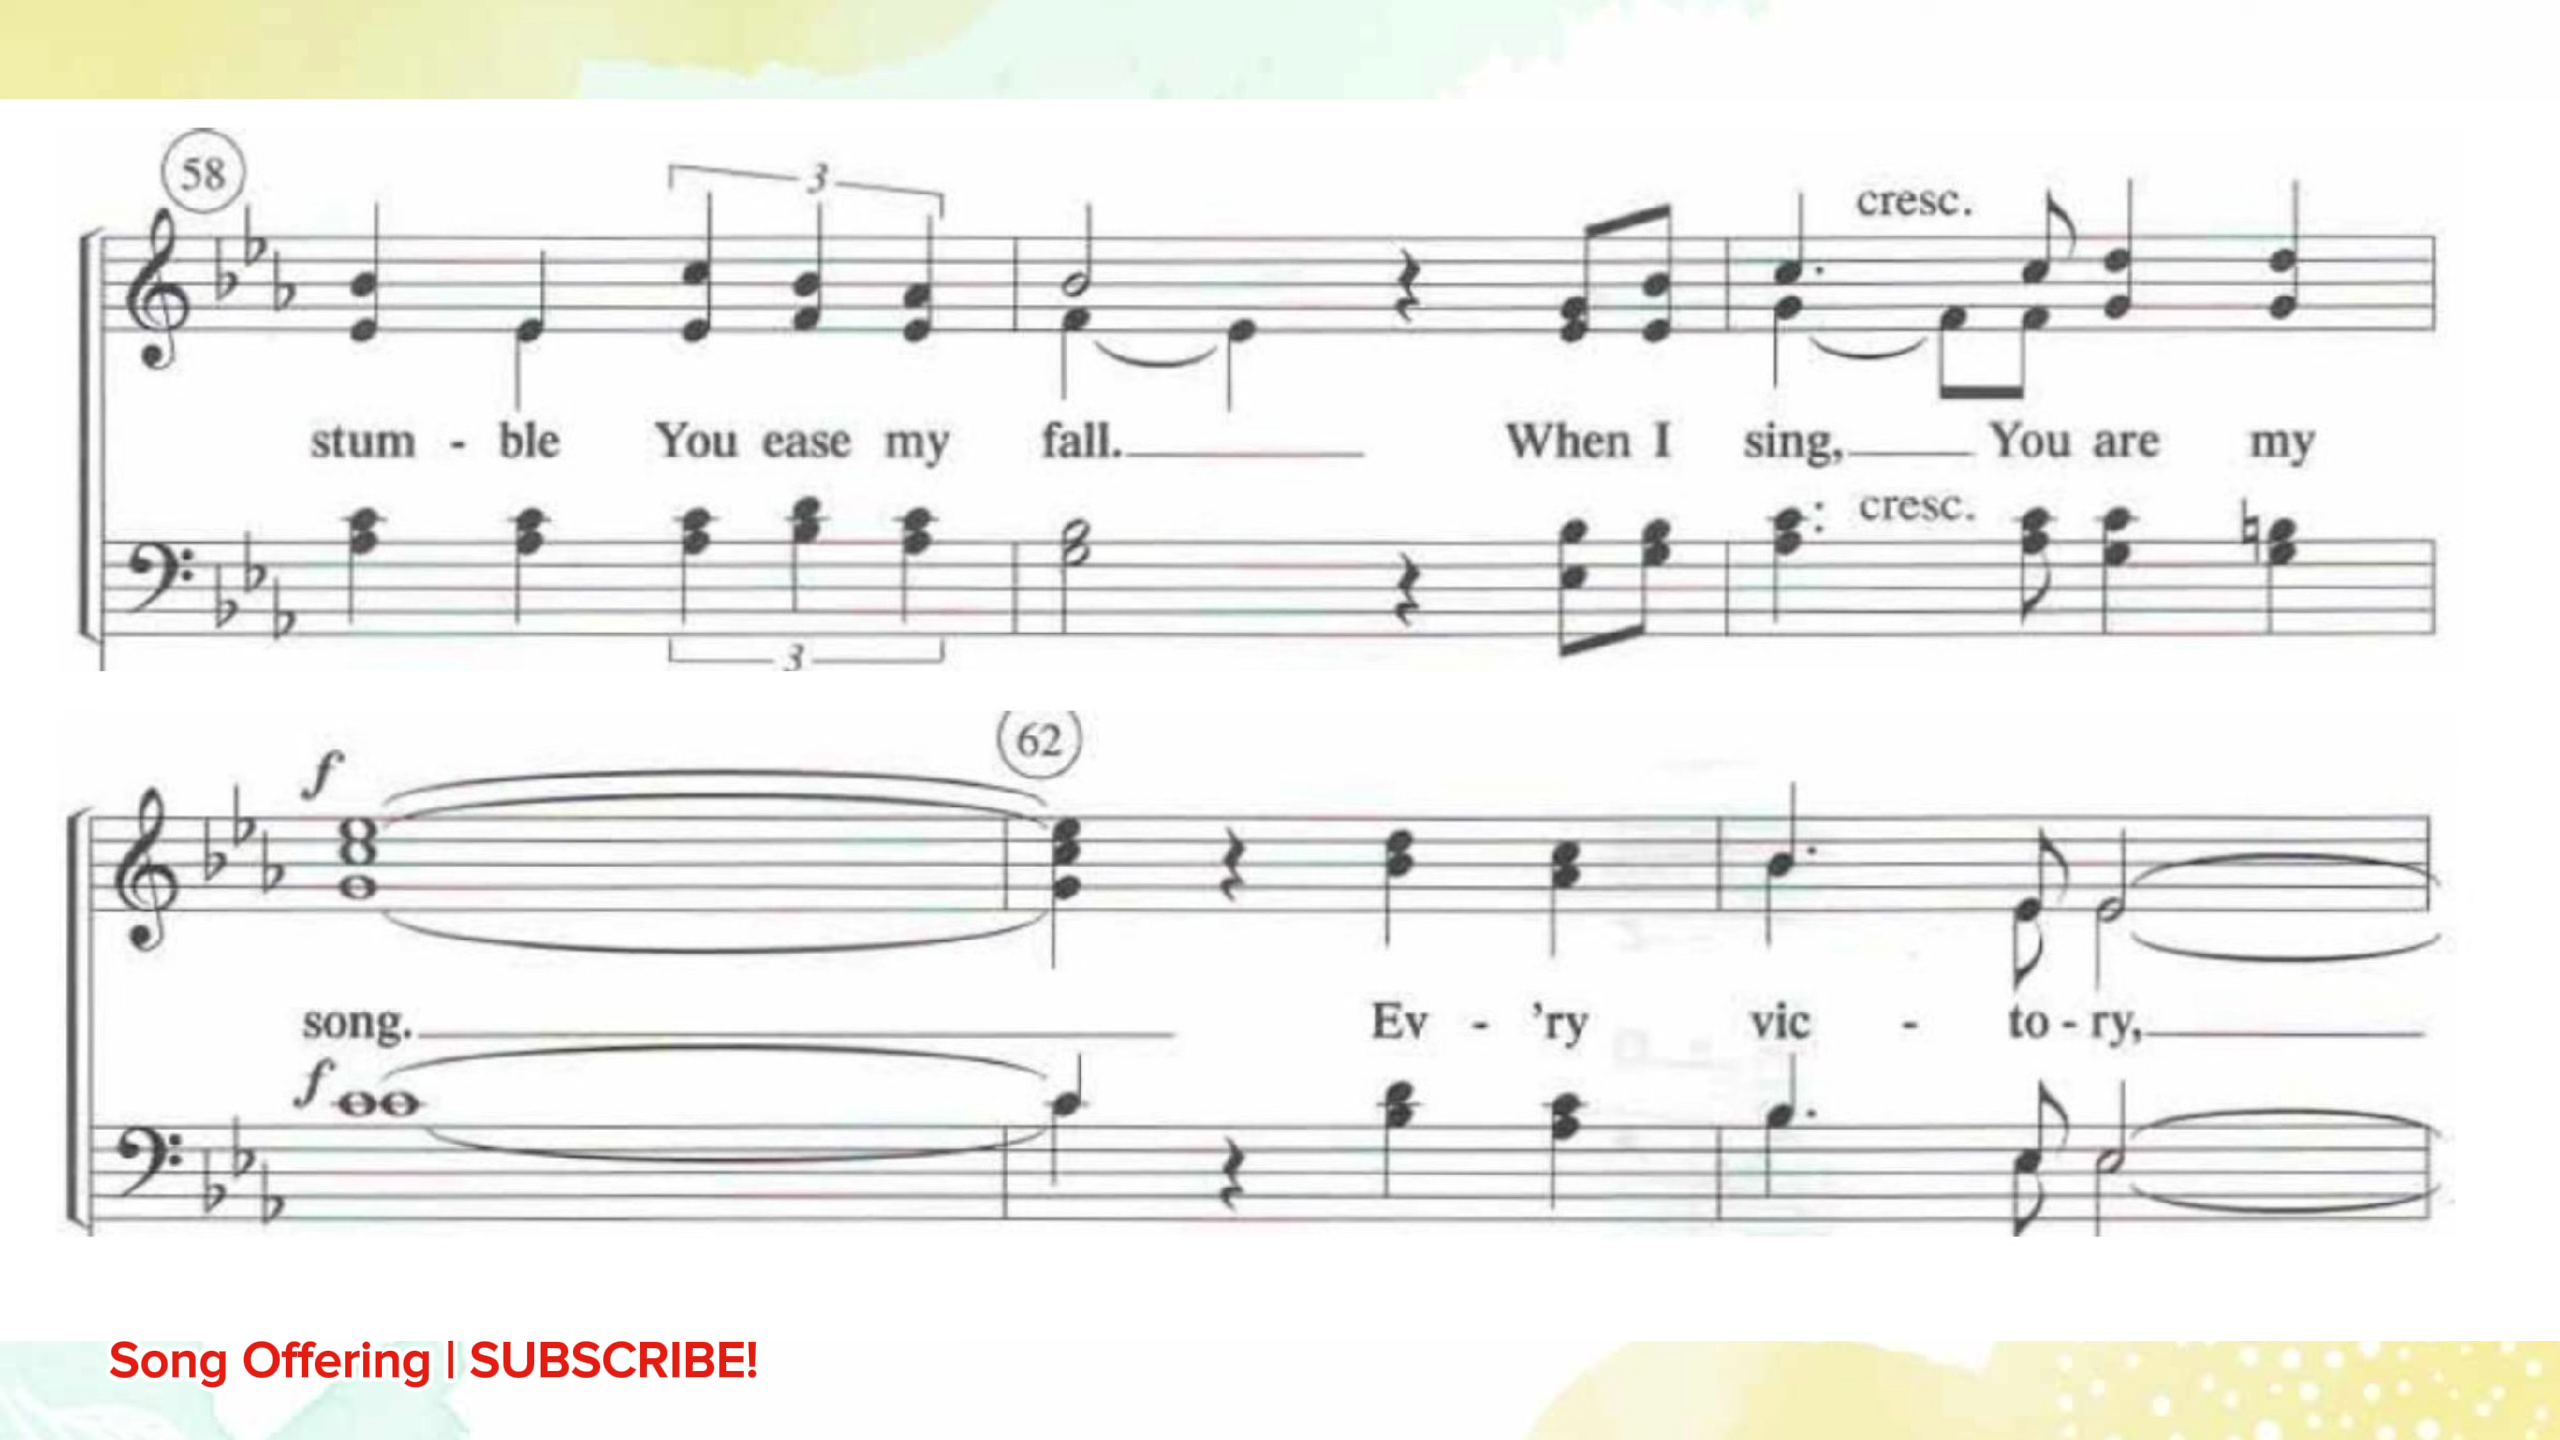 58
3
cresc.
stum - ble You ease my fall. When I sing, You are my
cresc.
3
62
f
song. Ev - 'ry vic - to - ry,
f
Song Offering | SUBSCRIBE!